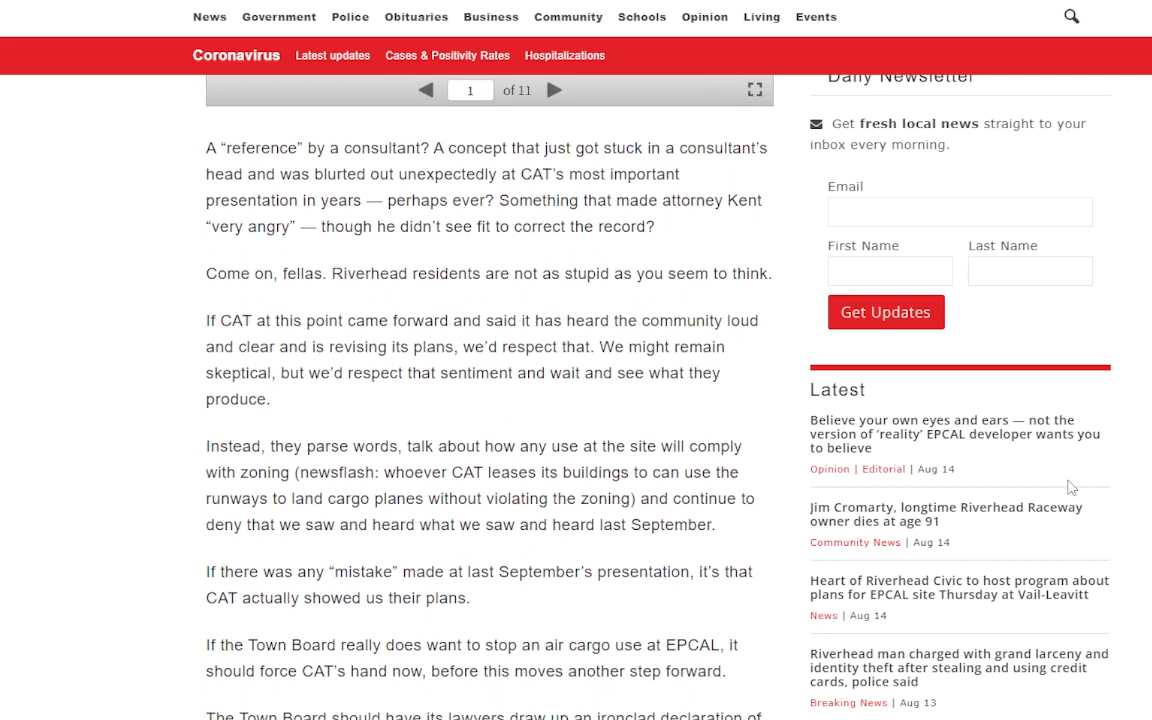 News Government Police Obituaries Business Community Schools Opinion Living Events
Coronavirus Latest updates Cases & Positivity Rates Hospitalizations
1 of 11
A “reference” by a consultant? A concept that just got stuck in a consultant’s
head and was blurted out unexpectedly at CAT’s most important
presentation in years — perhaps ever? Something that made attorney Kent
“very angry” — though he didn’t see fit to correct the record?
Come on, fellas. Riverhead residents are not as stupid as you seem to think.
If CAT at this point came forward and said it has heard the community loud
and clear and is revising its plans, we’d respect that. We might remain
skeptical, but we’d respect that sentiment and wait and see what they
produce.
Instead, they parse words, talk about how any use at the site will comply
with zoning (newsflash: whoever CAT leases its buildings to can use the
runways to land cargo planes without violating the zoning) and continue to
deny that we saw and heard what we saw and heard last September.
If there was any “mistake” made at last September’s presentation, it’s that
CAT actually showed us their plans.
If the Town Board really does want to stop an air cargo use at EPCAL, it
should force CAT’s hand now, before this moves another step forward.
The Town Board should have its lawyers draw up an ironclad declaration of
Daily Newsletter
Get fresh local news straight to your
inbox every morning.
Email
First Name Last Name
Get Updates
Latest
Believe your own eyes and ears — not the
version of ‘reality’ EPCAL developer wants you
to believe
Opinion | Editorial | Aug 14
Jim Cromarty, longtime Riverhead Raceway
owner dies at age 91
Community News | Aug 14
Heart of Riverhead Civic to host program about
plans for EPCAL site Thursday at Vail-Leavitt
News | Aug 14
Riverhead man charged with grand larceny and
identity theft after stealing and using credit
cards, police said
Breaking News | Aug 13